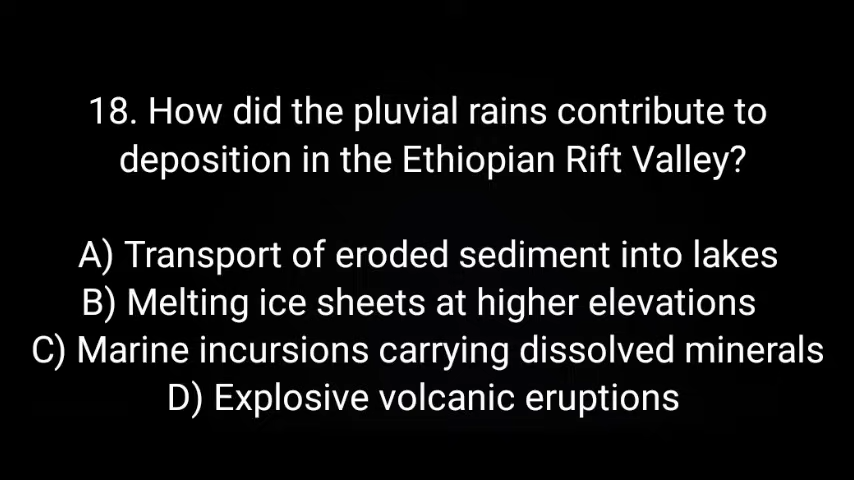 18. How did the pluvial rains contribute to
deposition in the Ethiopian Rift Valley?
A) Transport of eroded sediment into lakes
B) Melting ice sheets at higher elevations
C) Marine incursions carrying dissolved minerals
D) Explosive volcanic eruptions